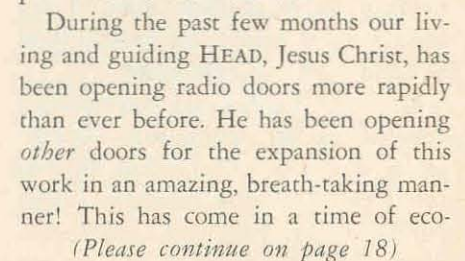 During the past few months our liv-
ing and guiding HEAD, Jesus Christ, has
been opening radio doors more rapidly
than ever before. He has been opening
other doors for the expansion of this
work in an amazing, breath-taking man-
ner! This has come in a time of eco-
(Please continue on page 18)